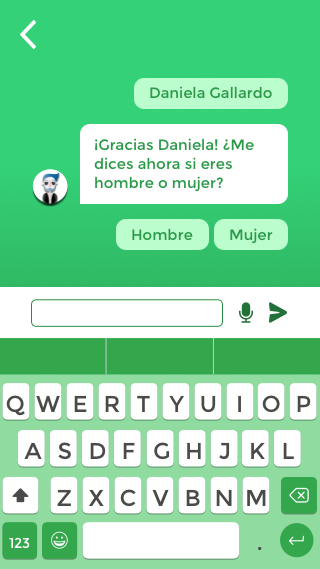 Daniela Gallardo
¡Gracias Daniela! ¿Me
dices ahora si eres
hombre o mujer?
Hombre Mujer
Q W E R T Y U I O P
A S D F G H J K L
Z X C V B N M
123 .